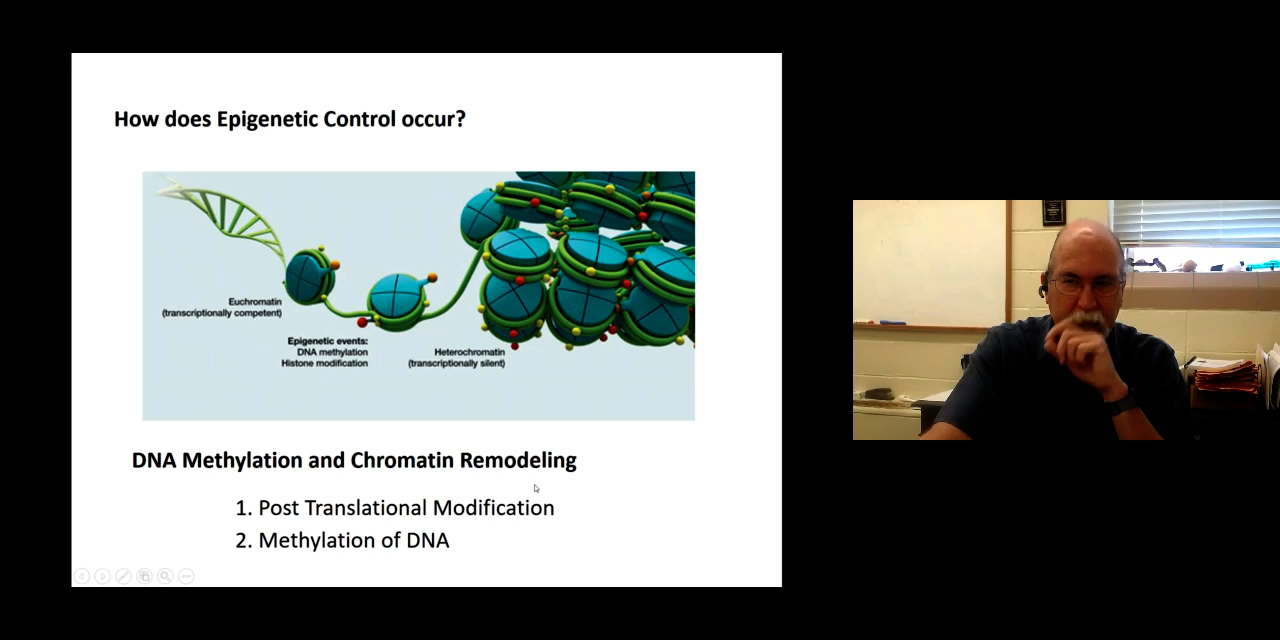 How does Epigenetic Control occur?
Euchromatin
(transcriptionally competent)
Epigenetic events:
DNA methylation
Histone modification
Heterochromatin
(transcriptionally silent)
DNA Methylation and Chromatin Remodeling
1. Post Translational Modification
2. Methylation of DNA